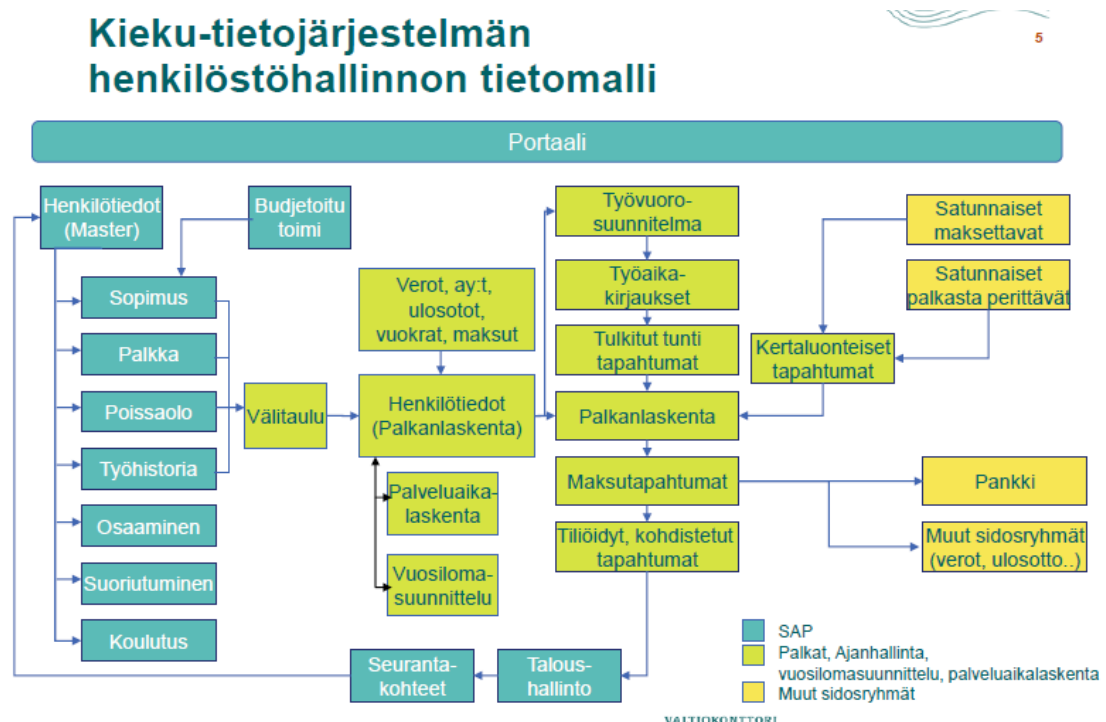 Kieku-tietojärjestelmän
henkilöstöhallinnon tietomalli
5
Portaali
Henkilötiedot
(Master)
Budjetoitu
toimi
Sopimus
Palkka
Poissaolo
Työhistoria
Osaaminen
Suoriutuminen
Koulutus
Välitaulu
Verot, ay:t,
ulosotot,
vuokrat, maksut
Henkilötiedot
(Palkanlaskenta)
Palveluaika-
laskenta
Vuosiloma-
suunnittelu
Työvuoro-
suunnitelma
Työaika-
kirjaukset
Tulkitut tunti
tapahtumat
Palkanlaskenta
Maksutapahtumat
Tiliöidyt, kohdistetut
tapahtumat
Satunnaiset
maksettavat
Satunnaiset
palkasta perittävät
Kertaluonteiset
tapahtumat
Pankki
Muut sidosryhmät
(verot, ulosotto..)
Seuranta-
kohteet
Talous-
hallinto
SAP
Palkat, Ajanhallinta,
vuosilomasuunnittelu, palveluaikalaskenta
Muut sidosryhmät
VALTIOKONTTORI